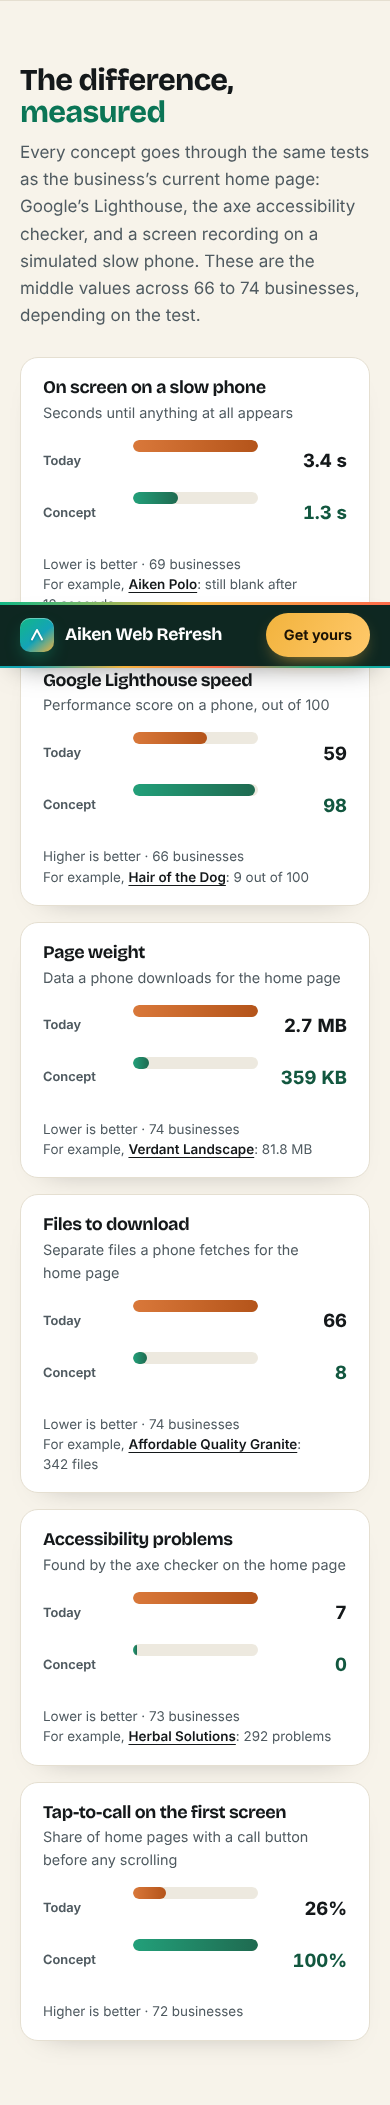 The difference,
measured
Every concept goes through the same tests
as the business’s current home page:
Google’s Lighthouse, the axe accessibility
checker, and a screen recording on a
simulated slow phone. These are the
middle values across 66 to 74 businesses,
depending on the test.
On screen on a slow phone
Seconds until anything at all appears
Today
3.4 s
Concept
1.3 s
Lower is better · 69 businesses
For example, Aiken Polo: still blank after
Aiken Web Refresh
Get yours
Google Lighthouse speed
Performance score on a phone, out of 100
Today
59
Concept
98
Higher is better · 66 businesses
For example, Hair of the Dog: 9 out of 100
Page weight
Data a phone downloads for the home page
Today
2.7 MB
Concept
359 KB
Lower is better · 74 businesses
For example, Verdant Landscape: 81.8 MB
Files to download
Separate files a phone fetches for the
home page
Today
66
Concept
8
Lower is better · 74 businesses
For example, Affordable Quality Granite:
342 files
Accessibility problems
Found by the axe checker on the home page
Today
7
Concept
0
Lower is better · 73 businesses
For example, Herbal Solutions: 292 problems
Tap-to-call on the first screen
Share of home pages with a call button
before any scrolling
Today
26%
Concept
100%
Higher is better · 72 businesses